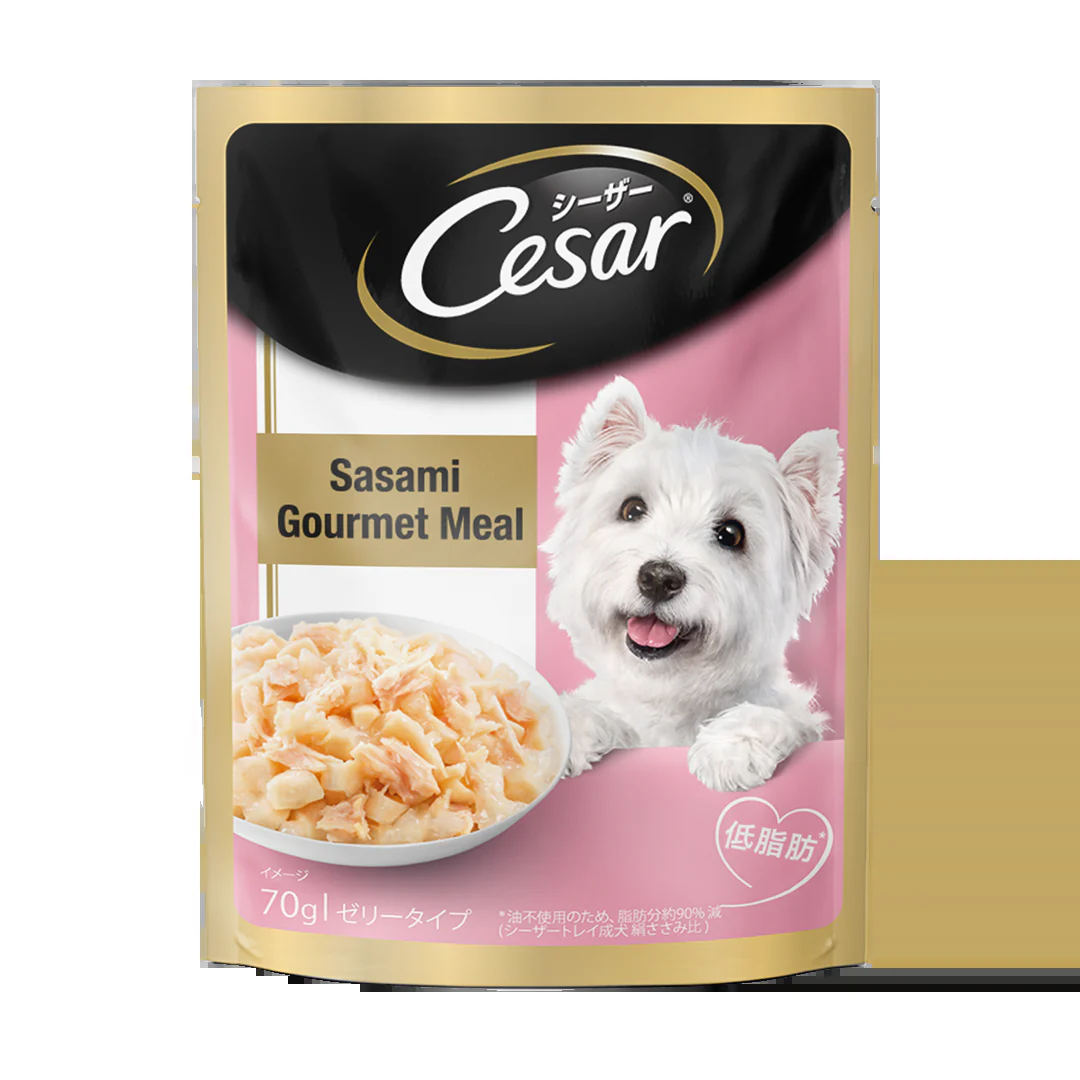 シーザー
Cesar®
Sasami
Gourmet Meal
低脂肪*
イメージ
70g| ゼリータイプ
*油不使用のため、脂肪分約90%減
(シーザートレイ成犬 絹ささみ比)